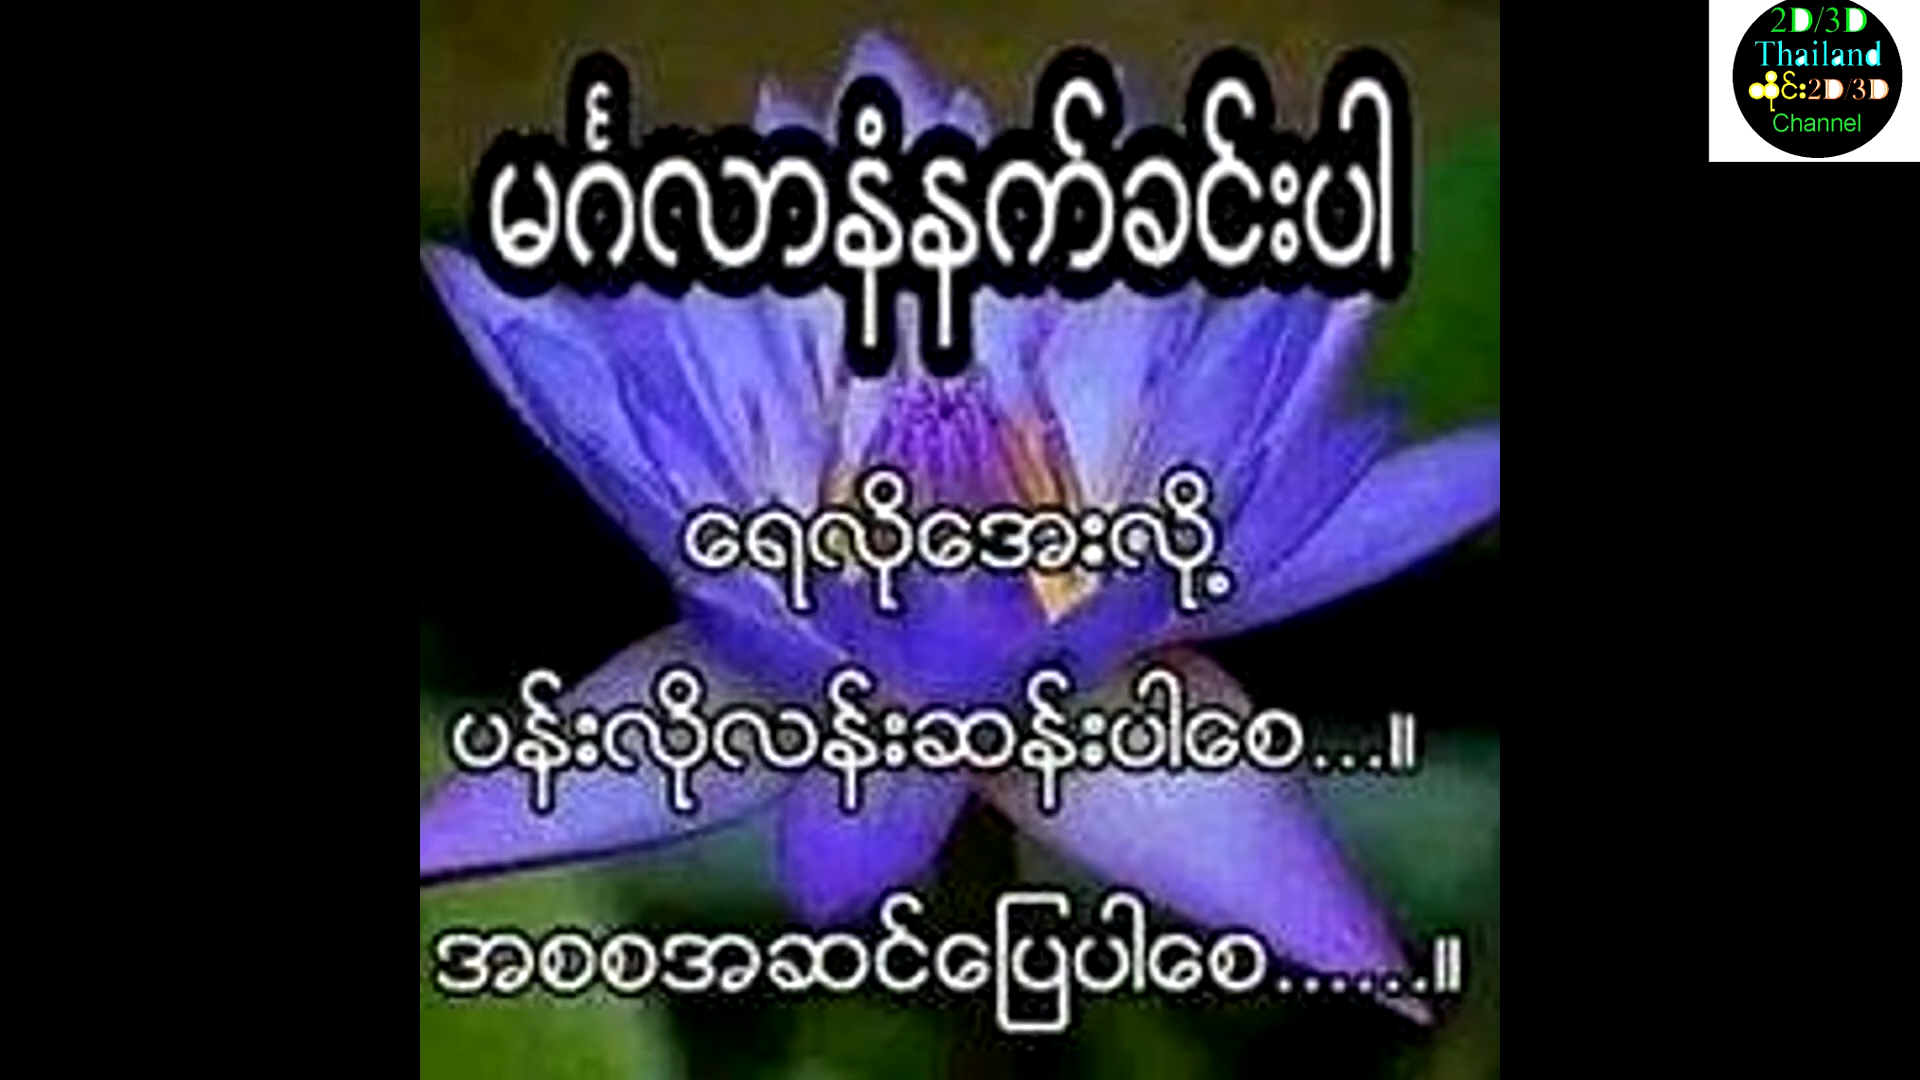 2D/3D
Thailand
ထိုင်း2D/3D
Channel
မင်္ဂလာနံနက်ခင်းပါ
ရေလိုအေးလို့
ပန်းလိုလန်းဆန်းပါစေ...။
အစစအဆင်ပြေပါစေ......။